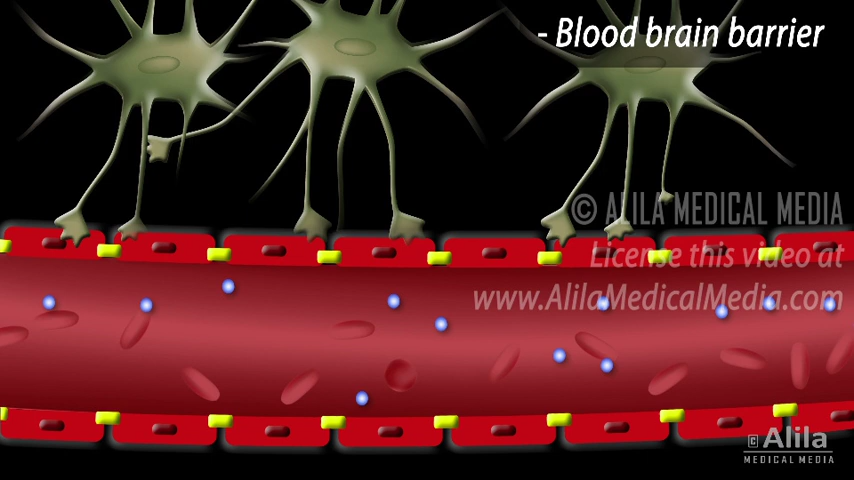 - Blood brain barrier
© ALILA MEDICAL MEDIA
License this video at
www.AlilaMedicalMedia.com
c Alila
MEDICAL MEDIA